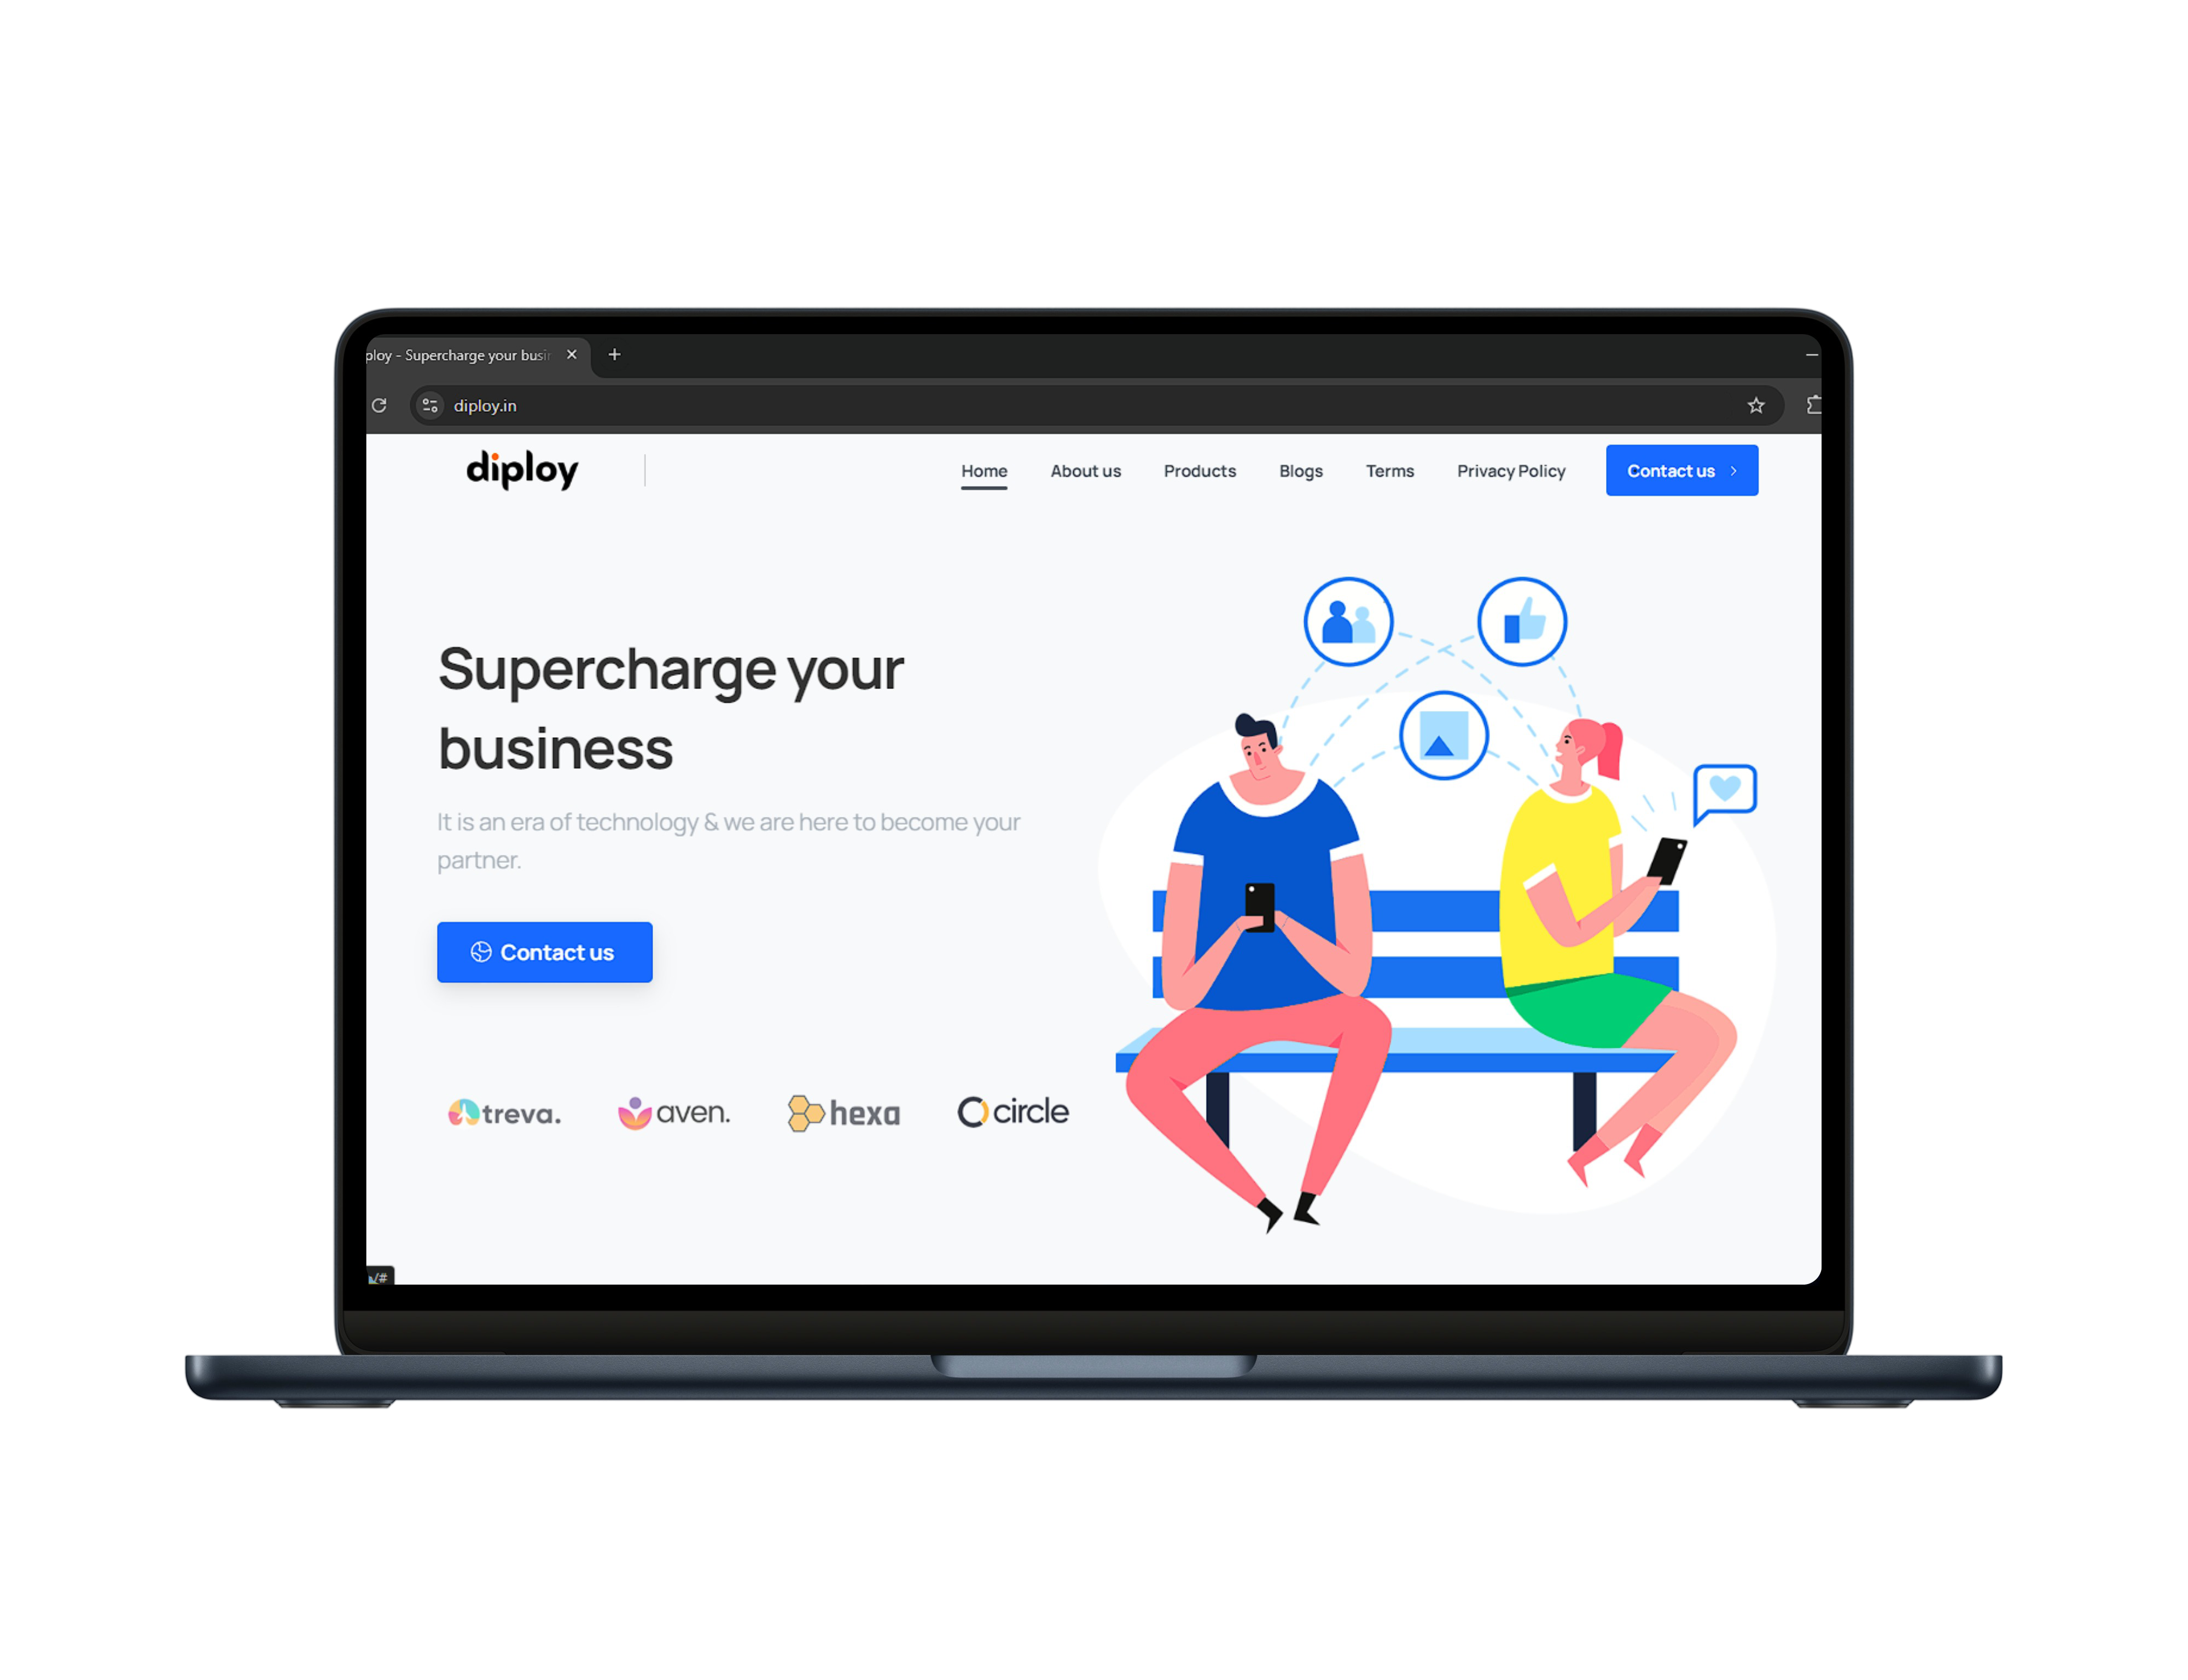 ploy - Supercharge your busin
diploy.in
diploy
Home About us Products Blogs Terms Privacy Policy Contact us
Supercharge your
business
It is an era of technology & we are here to become your
partner.
Contact us
treva. aven. hexa circle
/#